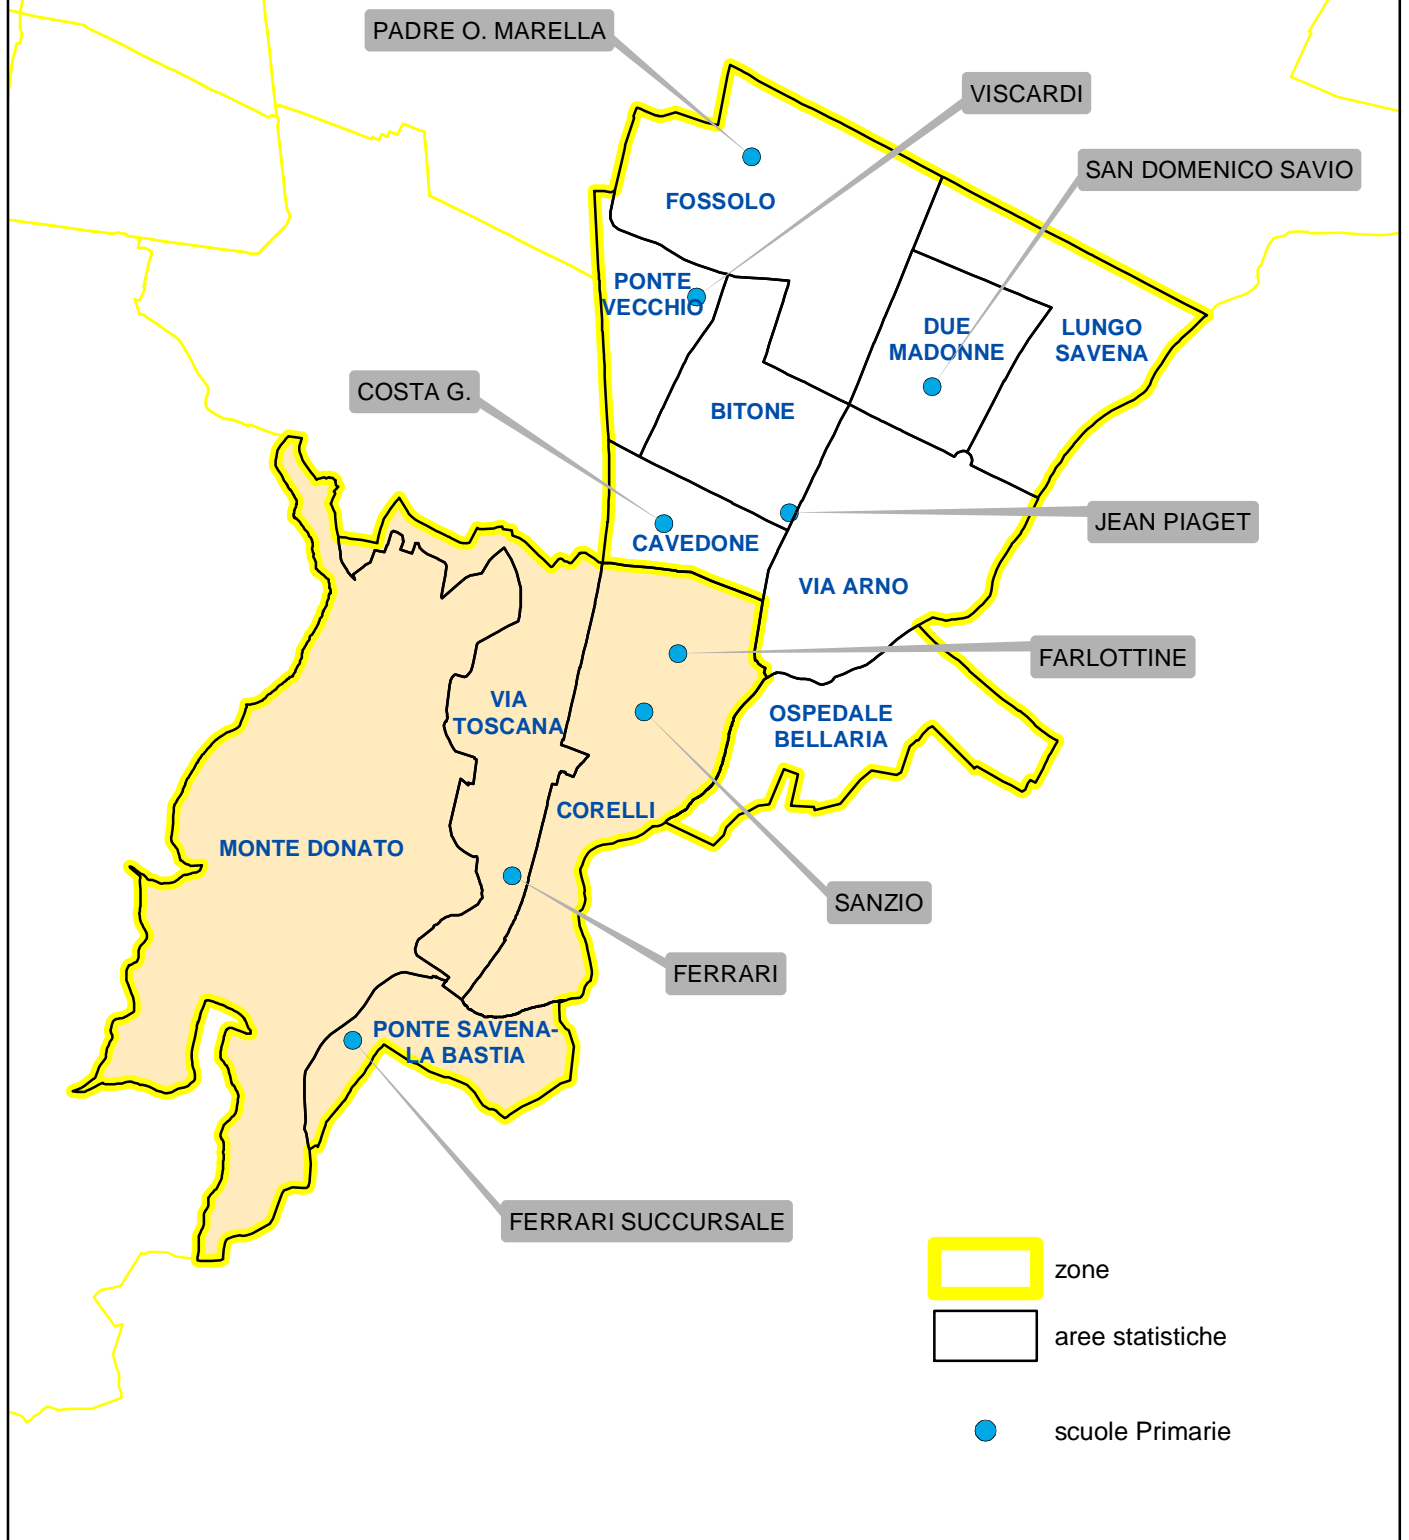 PADRE O. MARELLA
VISCARDI
SAN DOMENICO SAVIO
FOSSOLO
PONTE
VECCHIO
DUE
MADONNE
LUNGO
SAVENA
COSTA G.
BITONE
JEAN PIAGET
CAVEDONE
VIA ARNO
FARLOTTINE
VIA
TOSCANA
OSPEDALE
BELLARIA
CORELLI
MONTE DONATO
SANZIO
FERRARI
PONTE SAVENA-
LA BASTIA
FERRARI SUCCURSALE
zone
aree statistiche
scuole Primarie